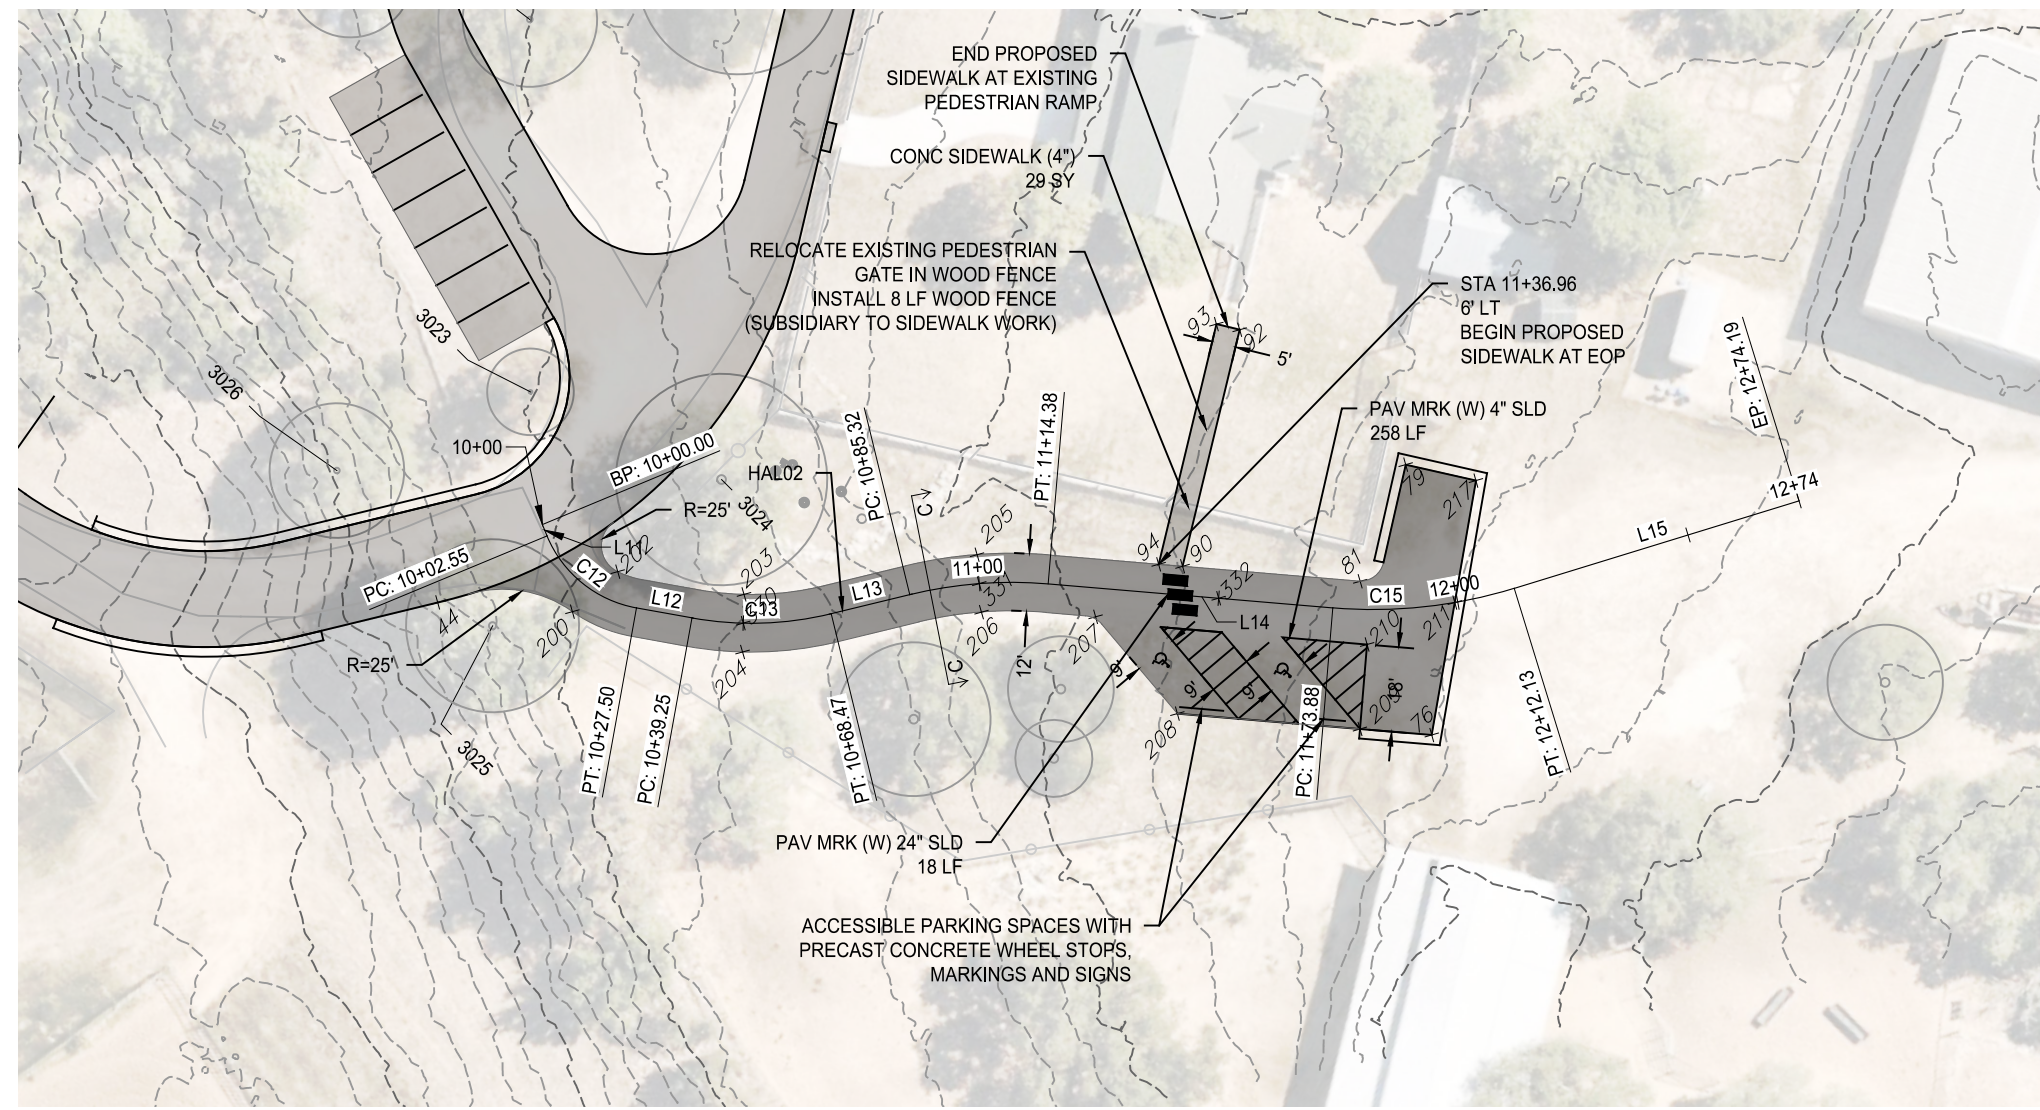 END PROPOSED
SIDEWALK AT EXISTING
PEDESTRIAN RAMP
CONC SIDEWALK (4")
29 SY
RELOCATE EXISTING PEDESTRIAN
GATE IN WOOD FENCE
INSTALL 8 LF WOOD FENCE
(SUBSIDIARY TO SIDEWALK WORK)
STA 11+36.96
6' LT
BEGIN PROPOSED
SIDEWALK AT EOP
93
92
5'
PAV MRK (W) 4" SLD
258 LF
EP: 12+74.19
12+74
L15
3023
3026
10+00
BP: 10+00.00
HAL02
3024
R=25'
PC: 10+85.32
C
PT: 11+14.38
205
94
90
332
81
79
217
L11
202
C12
PC: 10+02.55
L12
203
C13
L13
11+00
331
C15
12+00
211
210
44
200
R=25'
204
206
12'
207
L14
9'
9'
9'
18'
209
76
208
C
3025
PT: 10+27.50
PC: 10+39.25
PT: 10+68.47
PC: 11+73.88
PT: 12+12.13
PAV MRK (W) 24" SLD
18 LF
ACCESSIBLE PARKING SPACES WITH
PRECAST CONCRETE WHEEL STOPS,
MARKINGS AND SIGNS